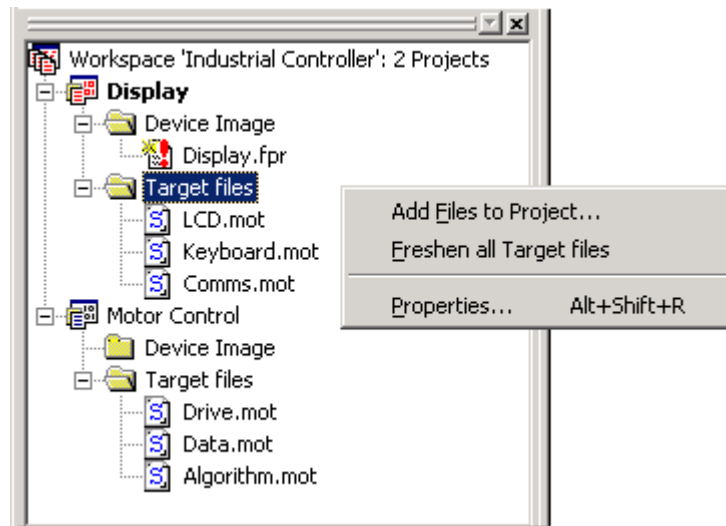 Workspace 'Industrial Controller': 2 Projects
Display
Device Image
Display.fpr
Target files
LCD.mot
Keyboard.mot
Comms.mot
Motor Control
Device Image
Target files
Drive.mot
Data.mot
Algorithm.mot
Add Files to Project...
Freshen all Target files
Properties... Alt+Shift+R